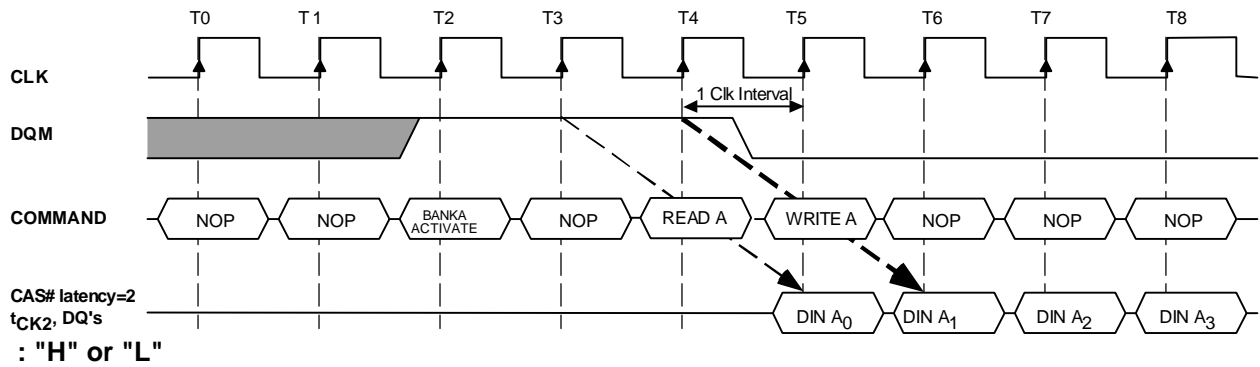 T0 T1 T2 T3 T4 T5 T6 T7 T8
CLK
1 Clk Interval
DQM
COMMAND NOP NOP BANKA ACTIVATE NOP READ A WRITE A NOP NOP NOP
CAS# latency=2
tCK2, DQ's DIN A0 DIN A1 DIN A2 DIN A3
: "H" or "L"